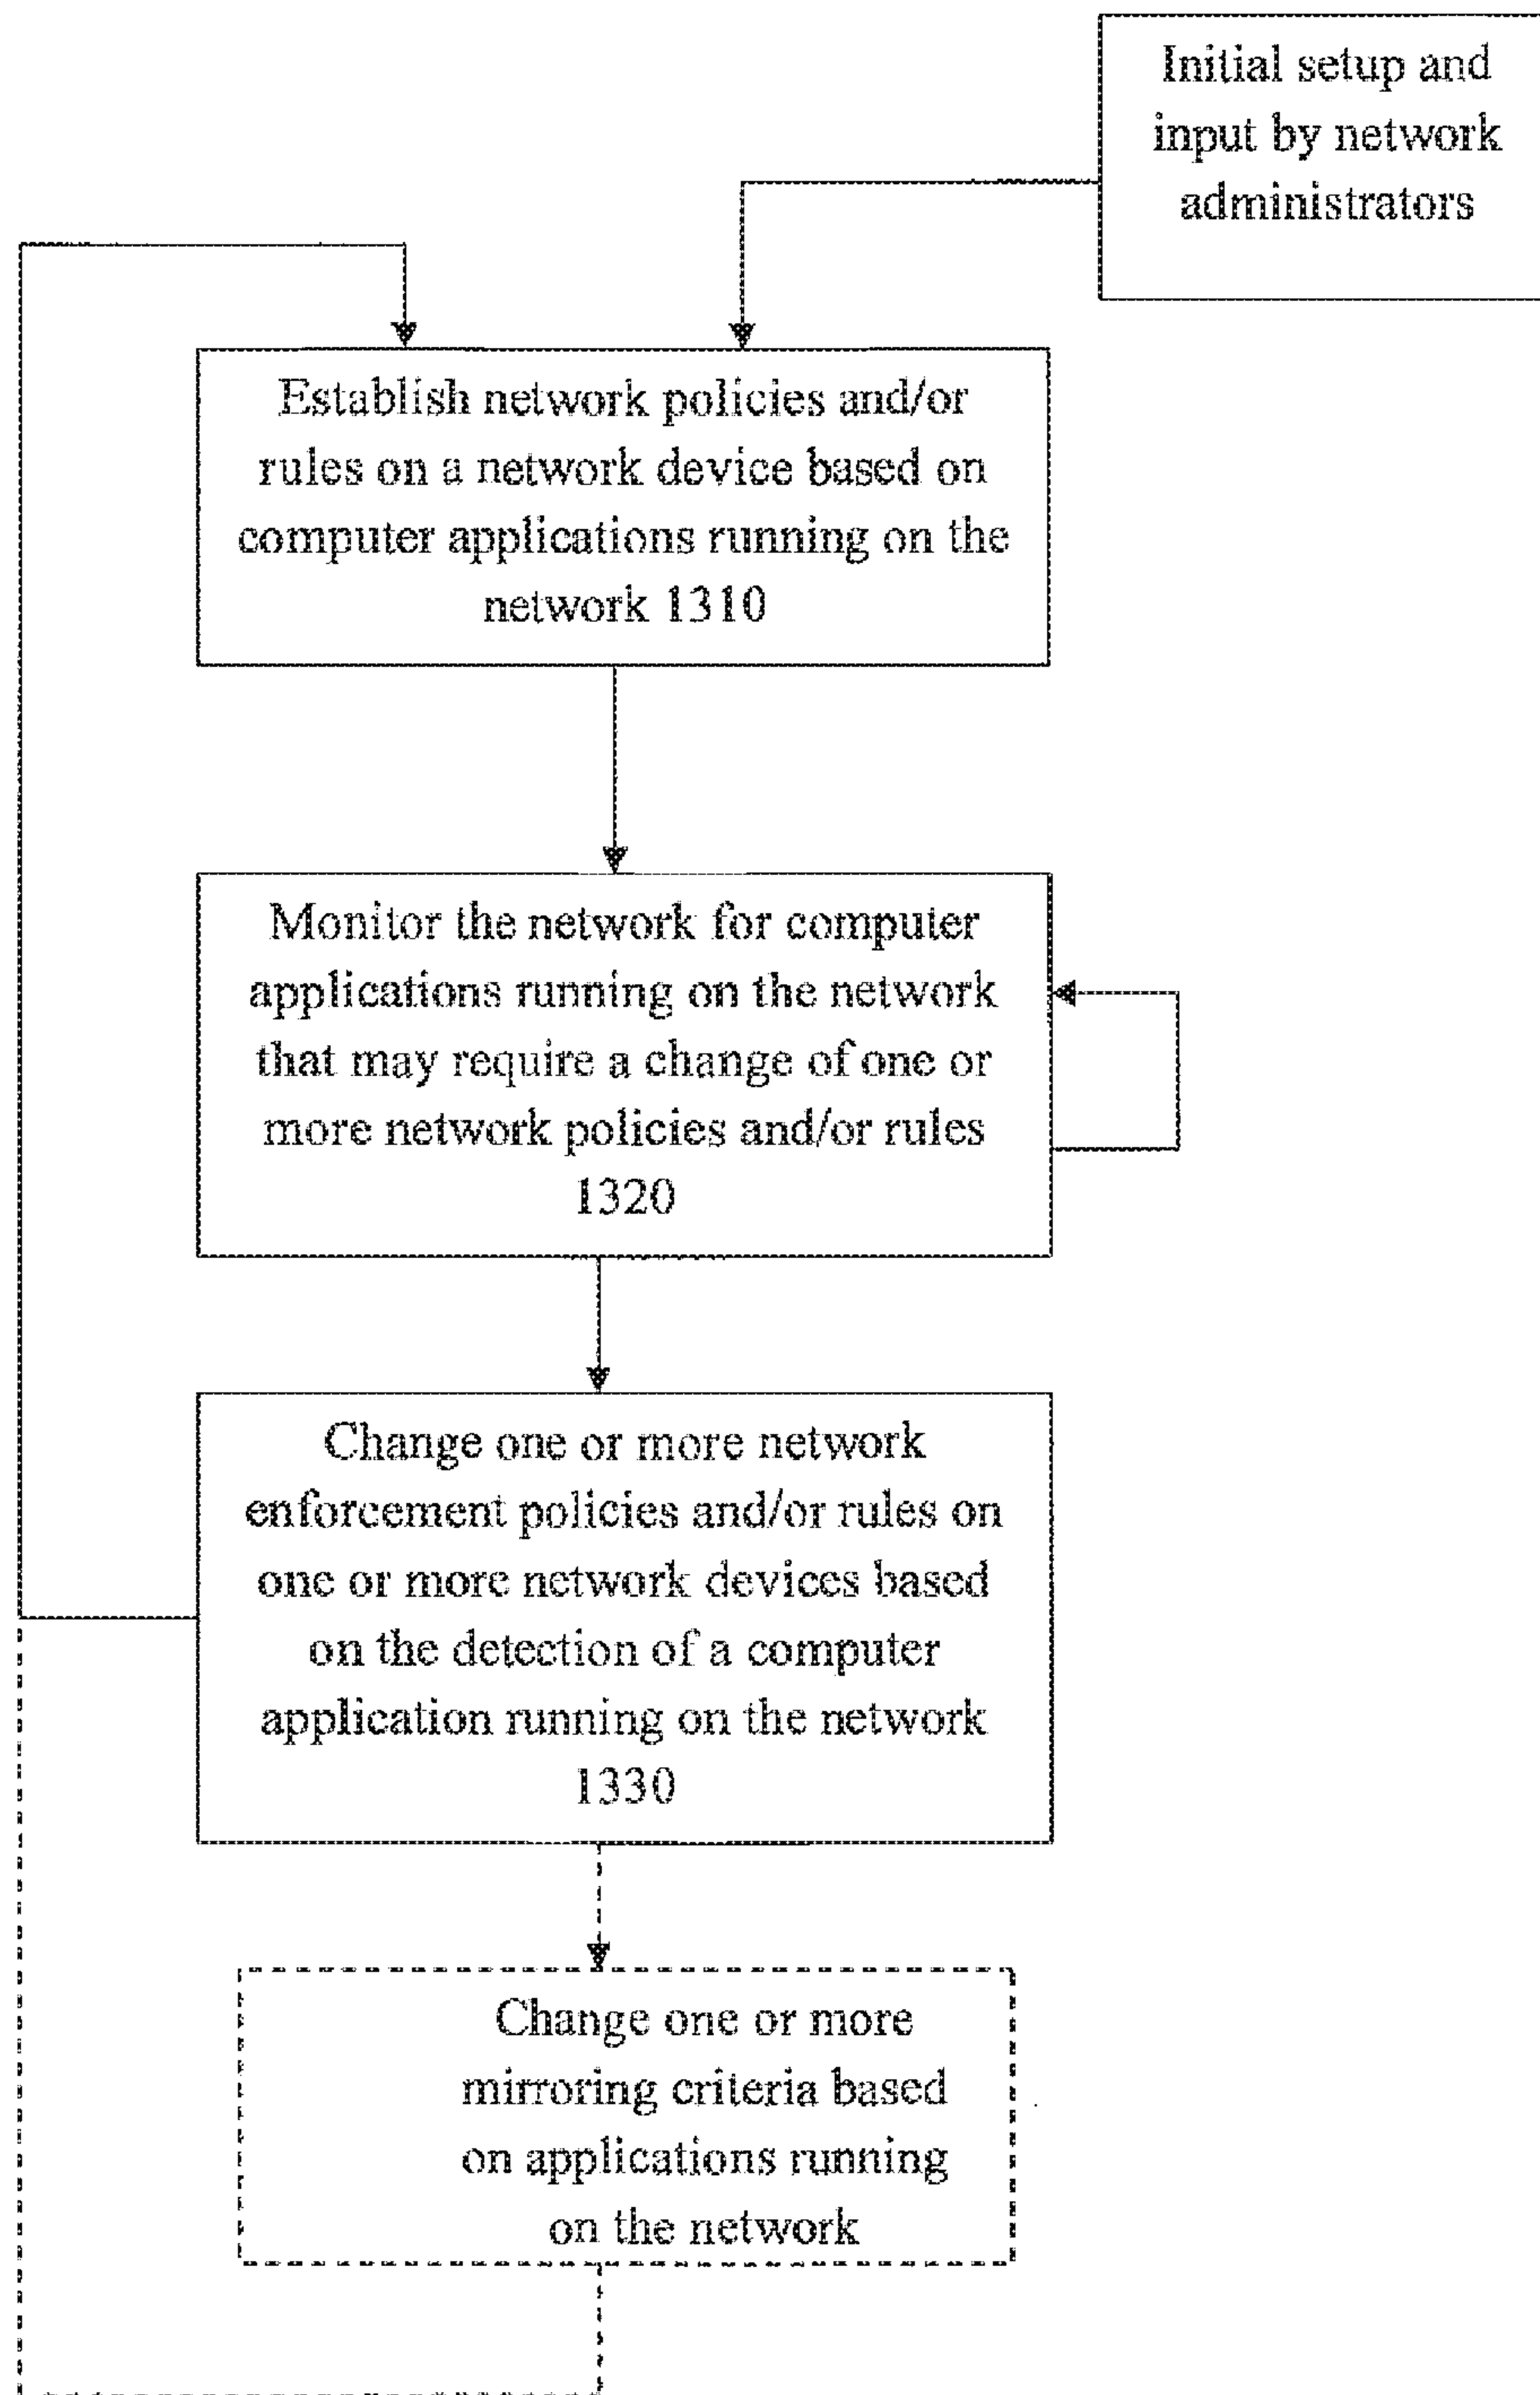 Initial setup and
input by network
administrators
Establish network policies and/or
rules on a network device based on
computer applications running on the
network 1310
Monitor the network for computer
applications running on the network
that may require a change of one or
more network policies and/or rules
1320
Change one or more network
enforcement policies and/or rules on
one or more network devices based
on the detection of a computer
application running on the network
1330
Change one or more
mirroring criteria based
on applications running
on the network